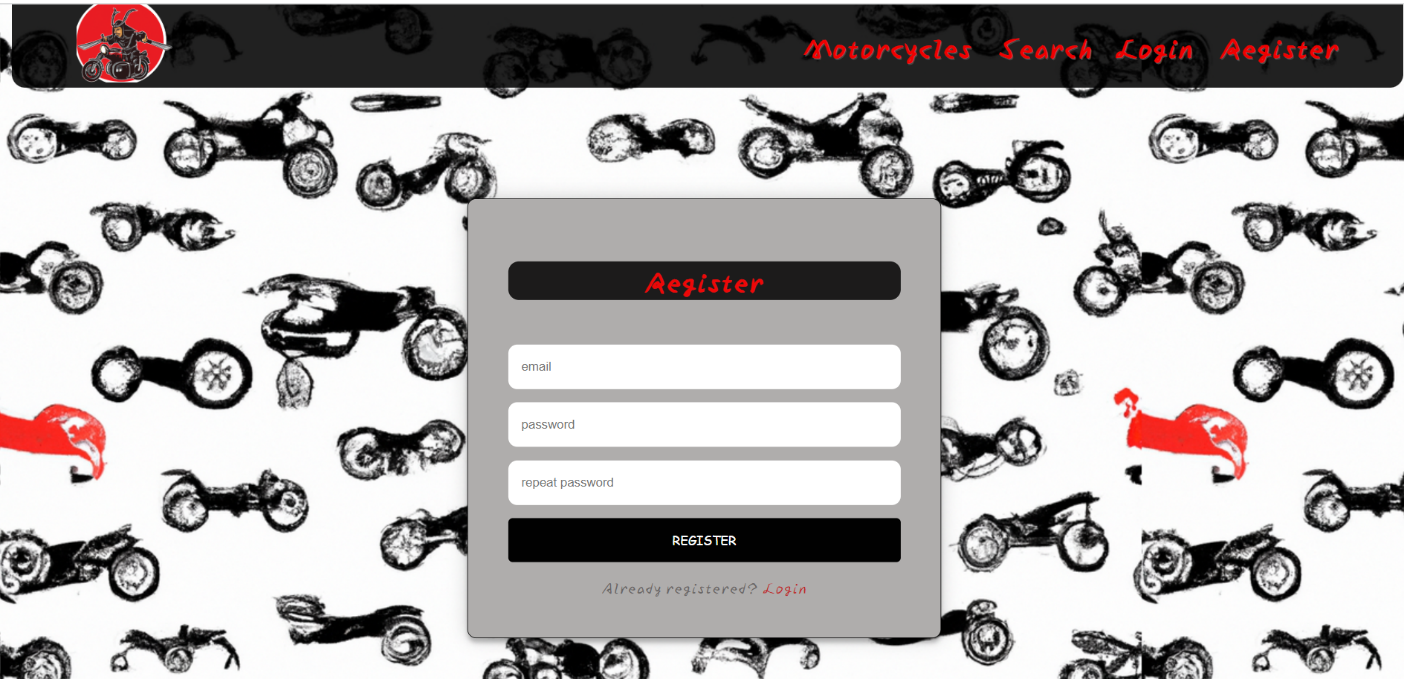 Motorcycles Search Login Register
Register
email
password
repeat password
REGISTER
Already registered? Login